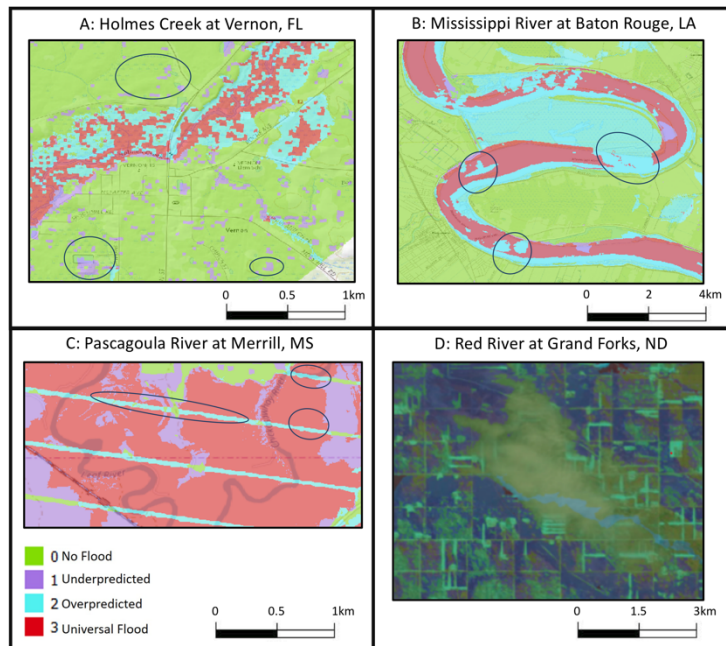 A: Holmes Creek at Vernon, FL
0 0.5 1km
B: Mississippi River at Baton Rouge, LA
0 2 4km
C: Pascagoula River at Merrill, MS
0 No Flood
1 Underpredicted
2 Overpredicted
3 Universal Flood
0 0.5 1km
D: Red River at Grand Forks, ND
0 1.5 3km